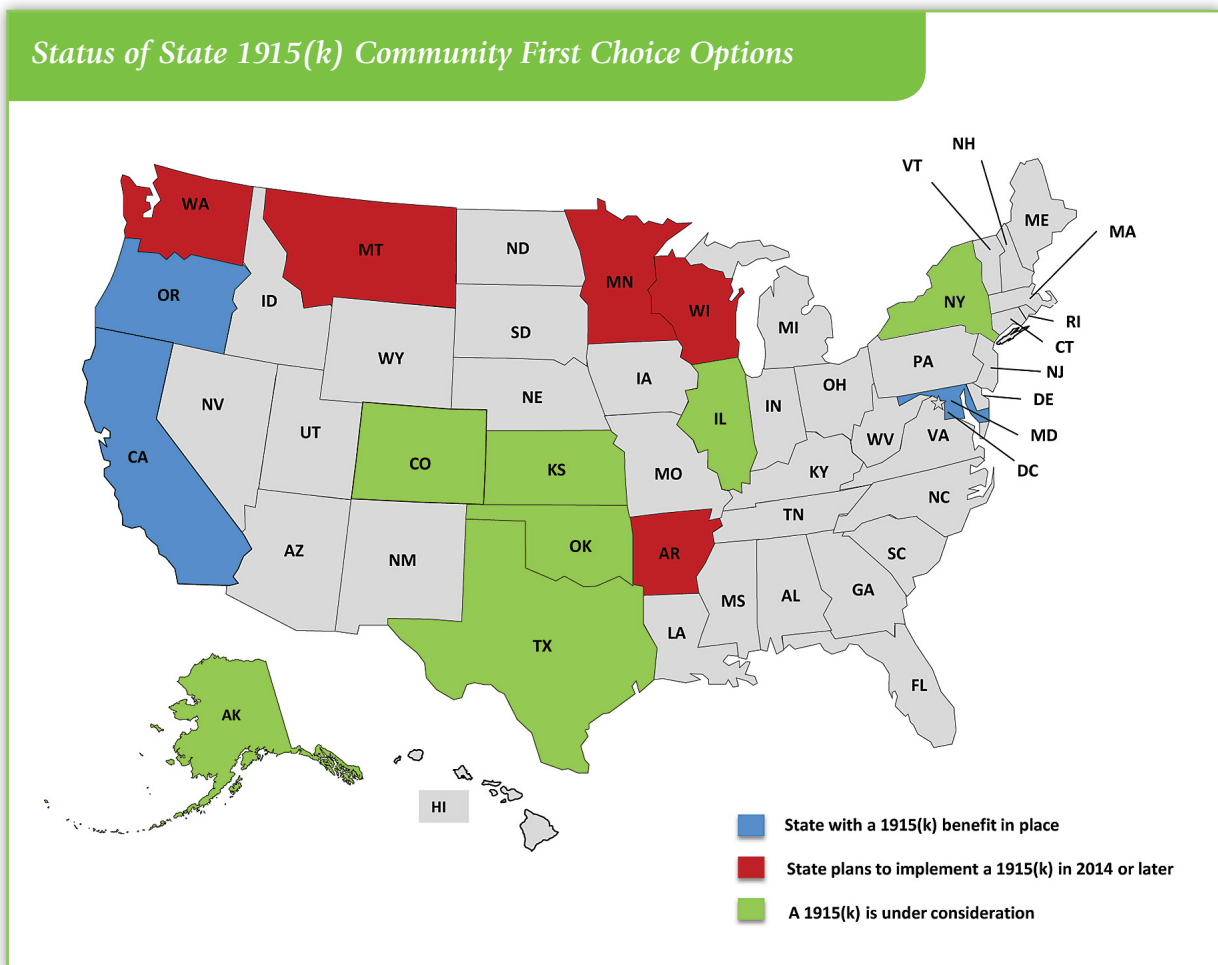 Status of State 1915(k) Community First Choice Options
NH
VT
ME
MA
WA
MT
ND
MN
OR
ID
WI
NY
SD
MI
RI
WY
CT
PA
NJ
IA
OH
NE
DE
NV
IN
IL
MD
UT
WV
VA
CA
CO
KS
DC
MO
KY
NC
TN
OK
AZ
AR
SC
NM
GA
MS
AL
LA
TX
FL
AK
HI
State with a 1915(k) benefit in place
State plans to implement a 1915(k) in 2014 or later
A 1915(k) is under consideration